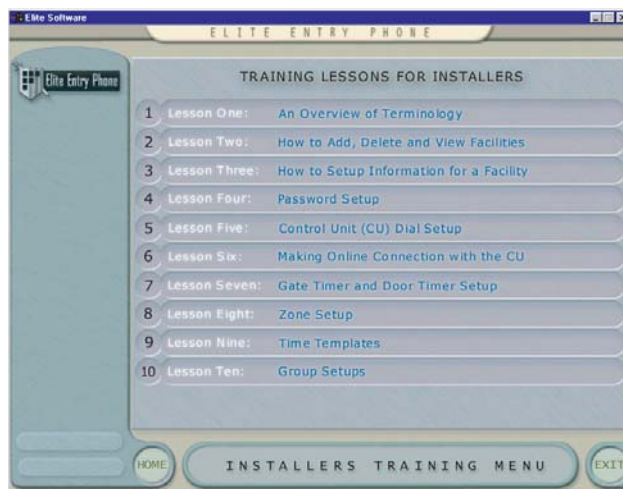 Elite Software
ELITE ENTRY PHONE
Elite Entry Phone
TRAINING LESSONS FOR INSTALLERS
1 Lesson One: An Overview of Terminology
2 Lesson Two: How to Add, Delete and View Facilities
3 Lesson Three: How to Setup Information for a Facility
4 Lesson Four: Password Setup
5 Lesson Five: Control Unit (CU) Dial Setup
6 Lesson Six: Making Online Connection with the CU
7 Lesson Seven: Gate Timer and Door Timer Setup
8 Lesson Eight: Zone Setup
9 Lesson Nine: Time Templates
10 Lesson Ten: Group Setups
HOME INSTALLERS TRAINING MENU EXIT